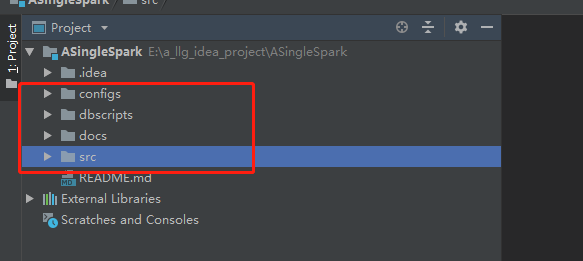 ASingleSpark
src
1: Project
Project
ASingleSpark E:\a_llg_idea_project\ASingleSpark
.idea
configs
dbscripts
docs
src
README.md
External Libraries
Scratches and Consoles